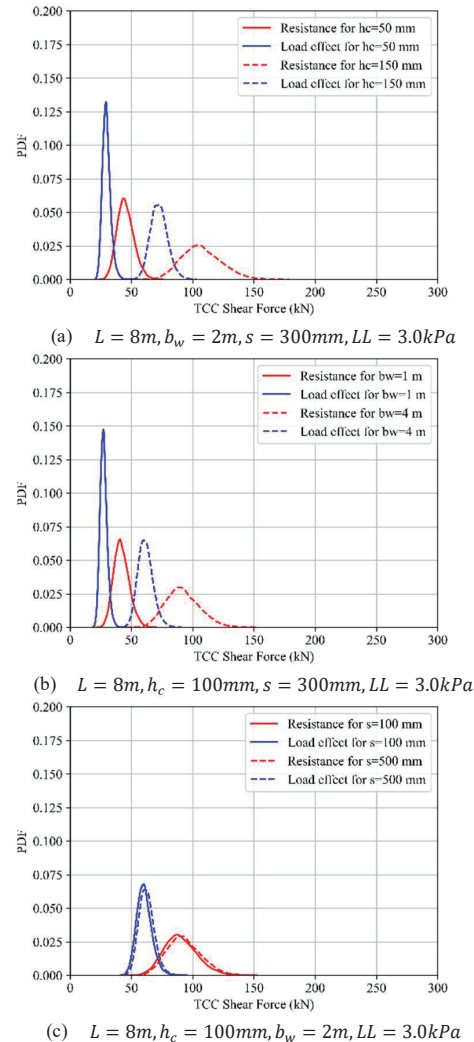 0.200
0.175
0.150
0.125
0.100
0.075
0.050
0.025
0.000
PDF
Resistance for hc=50 mm
Load effect for hc=50 mm
Resistance for hc=150 mm
Load effect for hc=150 mm
0 50 100 150 200 250 300
TCC Shear Force (kN)
(a) L = 8m, b_w = 2m, s = 300mm, LL = 3.0kPa
0.200
0.175
0.150
0.125
0.100
0.075
0.050
0.025
0.000
PDF
Resistance for bw=1 m
Load effect for bw=1 m
Resistance for bw=4 m
Load effect for bw=4 m
0 50 100 150 200 250 300
TCC Shear Force (kN)
(b) L = 8m, h_c = 100mm, s = 300mm, LL = 3.0kPa
0.200
0.175
0.150
0.125
0.100
0.075
0.050
0.025
0.000
PDF
Resistance for s=100 mm
Load effect for s=100 mm
Resistance for s=500 mm
Load effect for s=500 mm
0 50 100 150 200 250 300
TCC Shear Force (kN)
(c) L = 8m, h_c = 100mm, b_w = 2m, LL = 3.0kPa